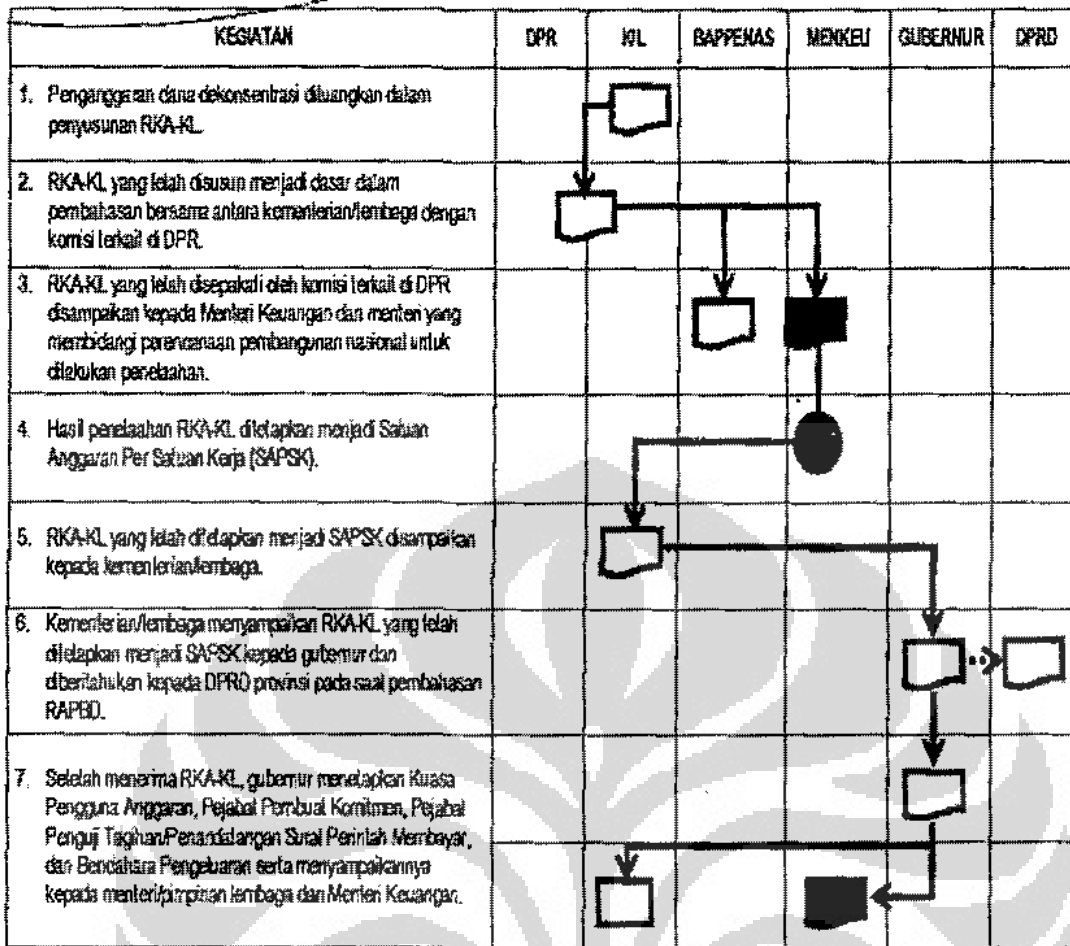 KEGIATAN DPR K/L BAPPENAS MENKEU GUBERNUR DPRD
1. Penganggaran dana dekonsentrasi dituangkan dalam
penyusunan RKA-KL.
2. RKA-KL yang telah disusun menjadi dasar dalam
pembahasan bersama antara kementerian/lembaga dengan
komisi terkait di DPR.
3. RKA-KL yang telah disepakati oleh komisi terkait di DPR
disampaikan kepada Menteri Keuangan dan menteri yang
membidangi perencanaan pembangunan nasional untuk
dilakukan penelaahan.
4. Hasil penelaahan RKA-KL ditetapkan menjadi Satuan
Anggaran Per Satuan Kerja (SAPSK).
5. RKA-KL yang telah ditetapkan menjadi SAPSK disampaikan
kepada kementerian/lembaga.
6. Kementerian/lembaga menyampaikan RKA-KL yang telah
ditetapkan menjadi SAPSK kepada gubernur dan
diberitahukan kepada DPRD provinsi pada saat pembahasan
RAPBD.
7. Setelah menerima RKA-KL, gubernur menetapkan Kuasa
Pengguna Anggaran, Pejabat Pembuat Komitmen, Pejabat
Penguji Tagihan/Penandatangan Surat Perintah Membayar,
dan Bendahara Pengeluaran serta menyampaikannya
kepada menteri/pimpinan lembaga dan Menteri Keuangan.